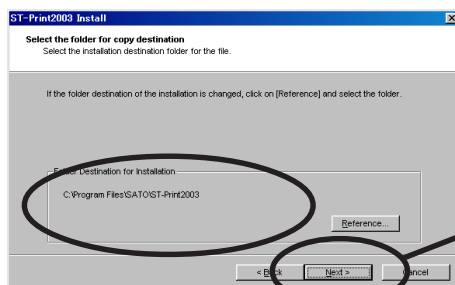 ST-Print2003 Install
Select the folder for copy destination
Select the installation destination folder for the file.
If the folder destination of the installation is changed, click on [Reference] and select the folder.
Folder Destination for Installation
C:¥Program Files¥SATO¥ST-Print2003
Reference...
< Back
Next >
Cancel